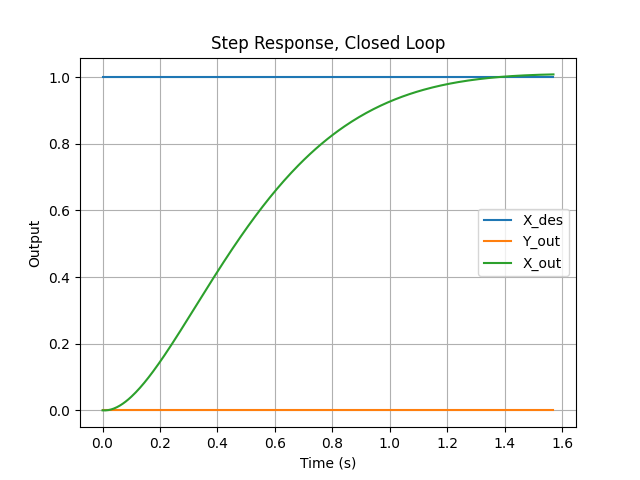 Step Response, Closed Loop
Output
1.0
0.8
0.6
0.4
0.2
0.0
X_des
Y_out
X_out
0.0 0.2 0.4 0.6 0.8 1.0 1.2 1.4 1.6
Time (s)